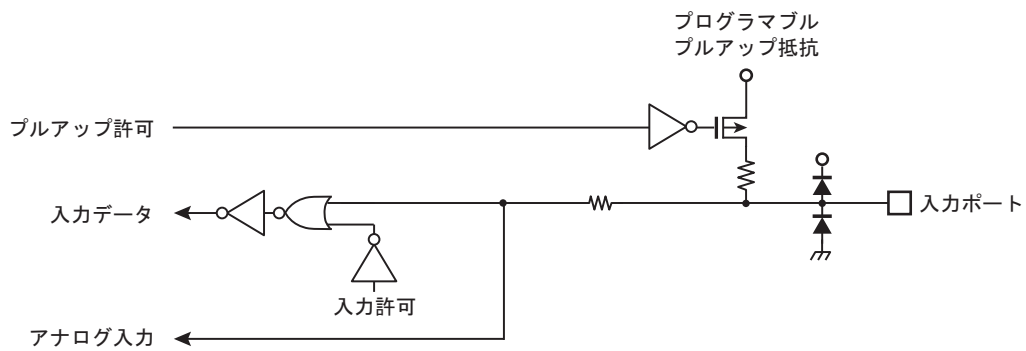 プログラマブル
プルアップ抵抗
プルアップ許可
入力データ
入力ポート
入力許可
アナログ入力